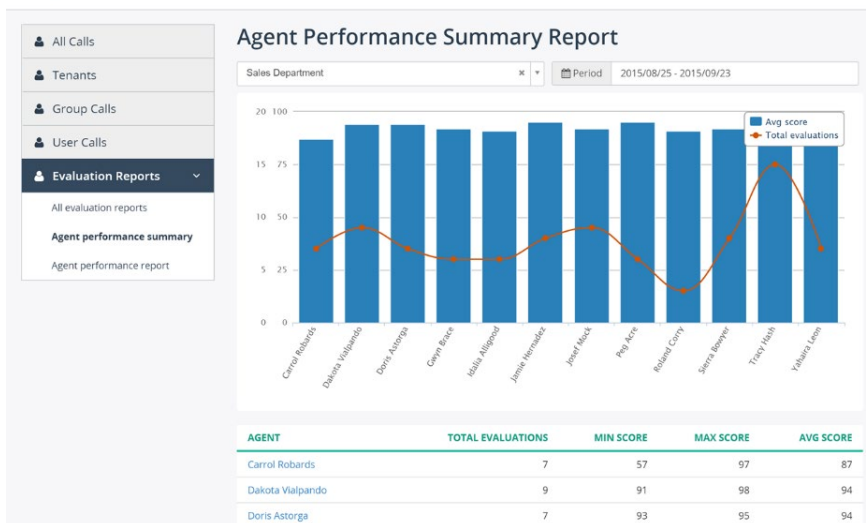 All Calls
Tenants
Group Calls
User Calls
Evaluation Reports
All evaluation reports
Agent performance summary
Agent performance report
Agent Performance Summary Report
Sales Department
Period 2015/08/25 - 2015/09/23
Avg score
Total evaluations
20 100
15 75
10 50
5 25
0 0
Carrol Robards
Dakota Vialpando
Doris Astorga
Gwyn Brace
Idalia Alligood
Jamie Hernadez
Josef Mock
Peg Acre
Roland Corry
Sierra Bowyer
Tracy Hash
Yahaira Leon
AGENT TOTAL EVALUATIONS MIN SCORE MAX SCORE AVG SCORE
Carrol Robards 7 57 97 87
Dakota Vialpando 9 91 98 94
Doris Astorga 7 93 95 94